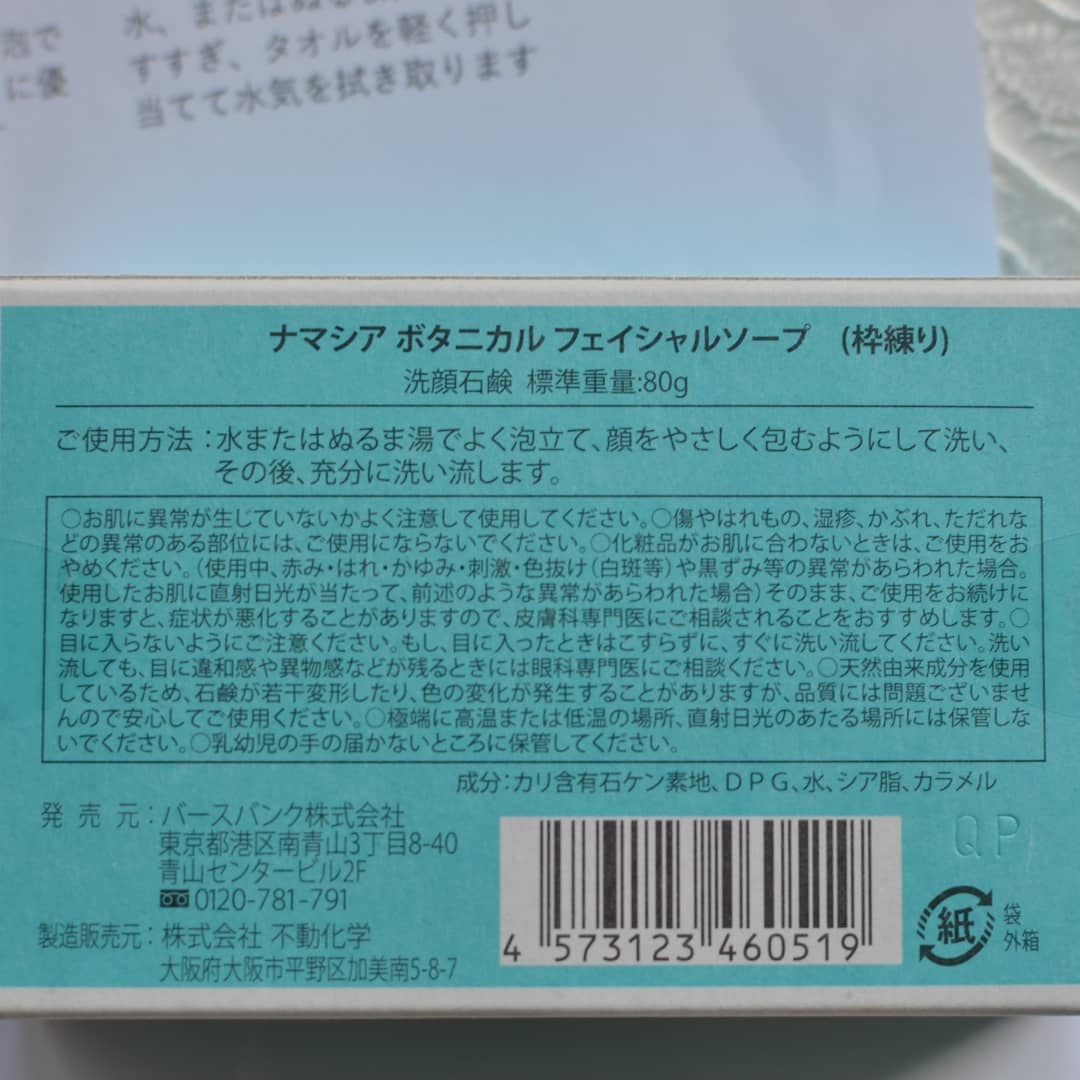 泡で
に優
水、または
すすぎ、タオルを軽く押し
当てて水気を拭き取ります
ナマシア ボタニカル フェイシャルソープ (枠練り)
洗顔石鹸 標準重量:80g
ご使用方法:水またはぬるま湯でよく泡立て、顔をやさしく包むようにして洗い、
その後、充分に洗い流します。
○お肌に異常が生じていないかよく注意して使用してください。○傷やはれもの、湿疹、かぶれ、ただれな
どの異常のある部位には、ご使用にならないでください。○化粧品がお肌に合わないときは、ご使用をお
やめください。(使用中、赤み・はれ・かゆみ・刺激・色抜け(白斑等)や黒ずみ等の異常があらわれた場合。
使用したお肌に直射日光が当たって、前述のような異常があらわれた場合)そのまま、ご使用をお続けに
なりますと、症状が悪化することがありますので、皮膚科専門医にご相談されることをおすすめします。○
目に入らないようにご注意ください。もし、目に入ったときはこすらずに、すぐに洗い流してください。洗い
流しても、目に違和感や異物感などが残るときには眼科専門医にご相談ください。○天然由来成分を使用
しているため、石鹸が若干変形したり、色の変化が発生することがありますが、品質には問題ございませ
んので安心してご使用ください。○極端に高温または低温の場所、直射日光のあたる場所には保管しな
いでください。○乳幼児の手の届かないところに保管してください。
成分:カリ含有石ケン素地、DPG、水、シア脂、カラメル
発売元:バースバンク株式会社
東京都港区南青山3丁目8-40
青山センタービル2F
0120-781-791
製造販売元:株式会社 不動化学
大阪府大阪市平野区加美南5-8-7
4 573123 460519
QP
紙
袋
外箱